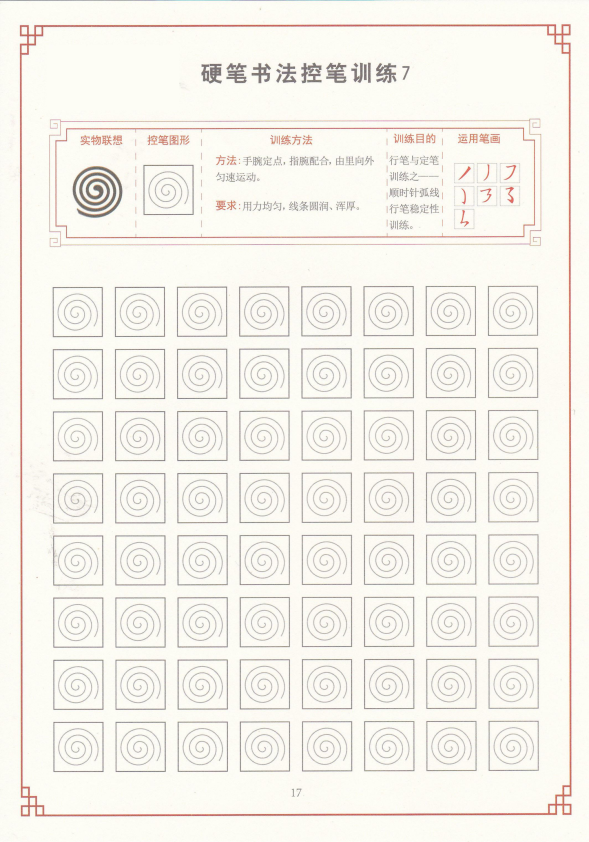 硬笔书法控笔训练7
实物联想
控笔图形
训练方法
训练目的
运用笔画
方法:手腕定点,指腕配合,由里向外
匀速运动。
要求:用力均匀,线条圆润、浑厚。
行笔与定笔
训练之——
顺时针弧线
行笔稳定性
训练。
17